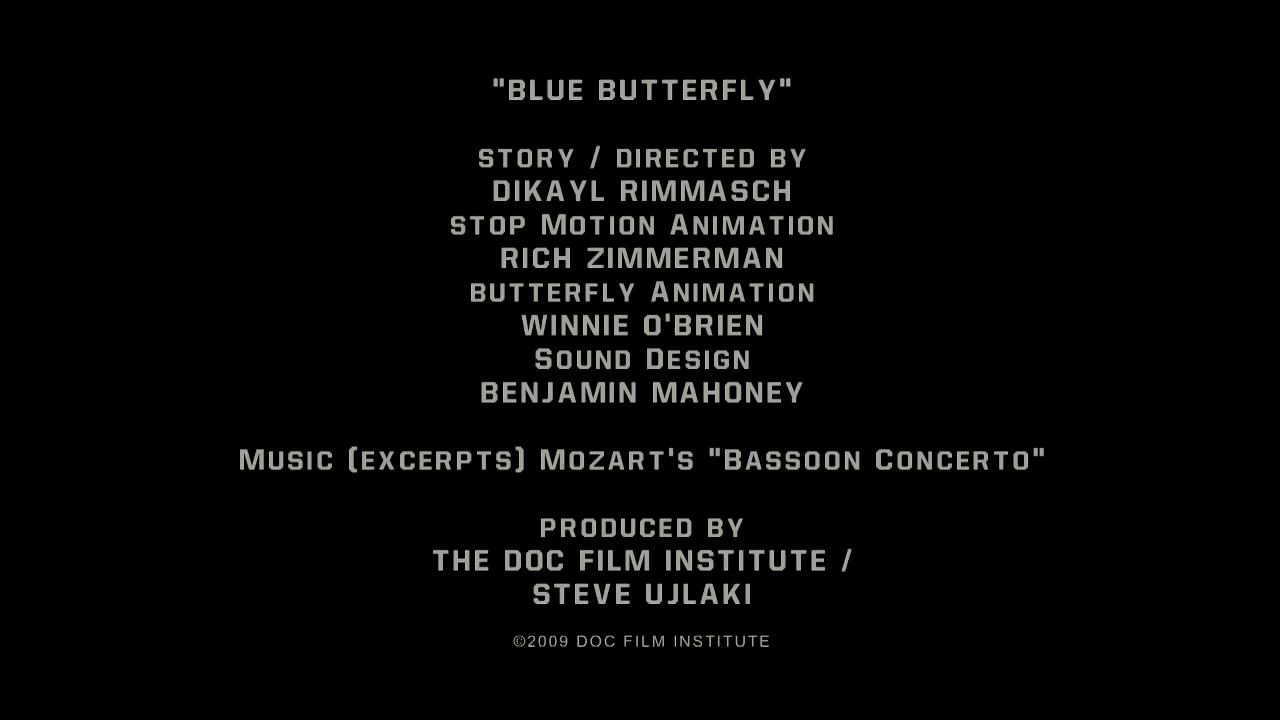 "BLUE BUTTERFLY"
STORY / DIRECTED BY
DIKAYL RIMMASCH
STOP MOTION ANIMATION
RICH ZIMMERMAN
BUTTERFLY ANIMATION
WINNIE O'BRIEN
SOUND DESIGN
BENJAMIN MAHONEY
MUSIC (EXCERPTS) MOZART'S "BASSOON CONCERTO"
PRODUCED BY
THE DOC FILM INSTITUTE /
STEVE UJLAKI
©2009 DOC FILM INSTITUTE